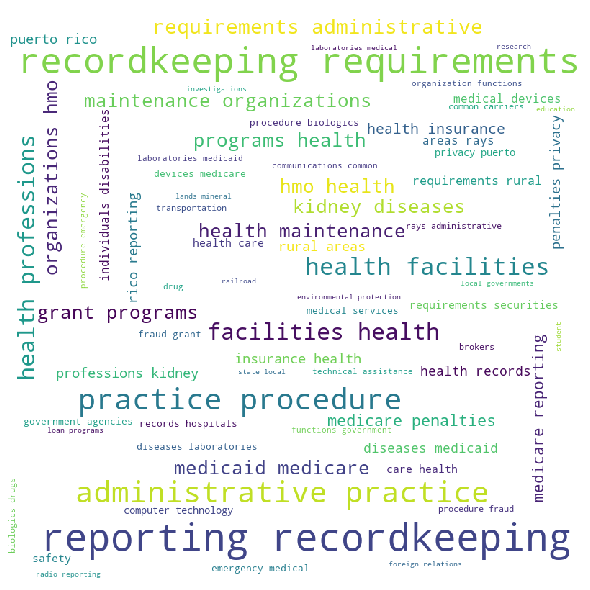 requirements administrative
puerto rico
laboratories medical
research
recordkeeping requirements
organization functions
investigations
maintenance organizations
medical devices
common carriers
education
procedure biologics
health insurance
programs health
areas rays
privacy puerto
laboratories medicaid
communications common
devices medicare
hmo health
requirements rural
lands mineral
transportation
kidney diseases
health maintenance
rays administrative
health care
rural areas
health professions
organizations hmo
procedure emergency
individuals disabilities
rico reporting
penalties privacy
health facilities
railroad
local governments
drug
environmental protection
grant programs
medical services
requirements securities
fraud grant
facilities health
brokers
student
insurance health
professions kidney
state local
technical assistance
health records
medicare reporting
practice procedure
government agencies
records hospitals
medicare penalties
loan programs
functions government
diseases laboratories
diseases medicaid
medicaid medicare
care health
administrative practice
biologics drugs
computer technology
procedure fraud
reporting recordkeeping
safety
emergency medical
foreign relations
radio reporting